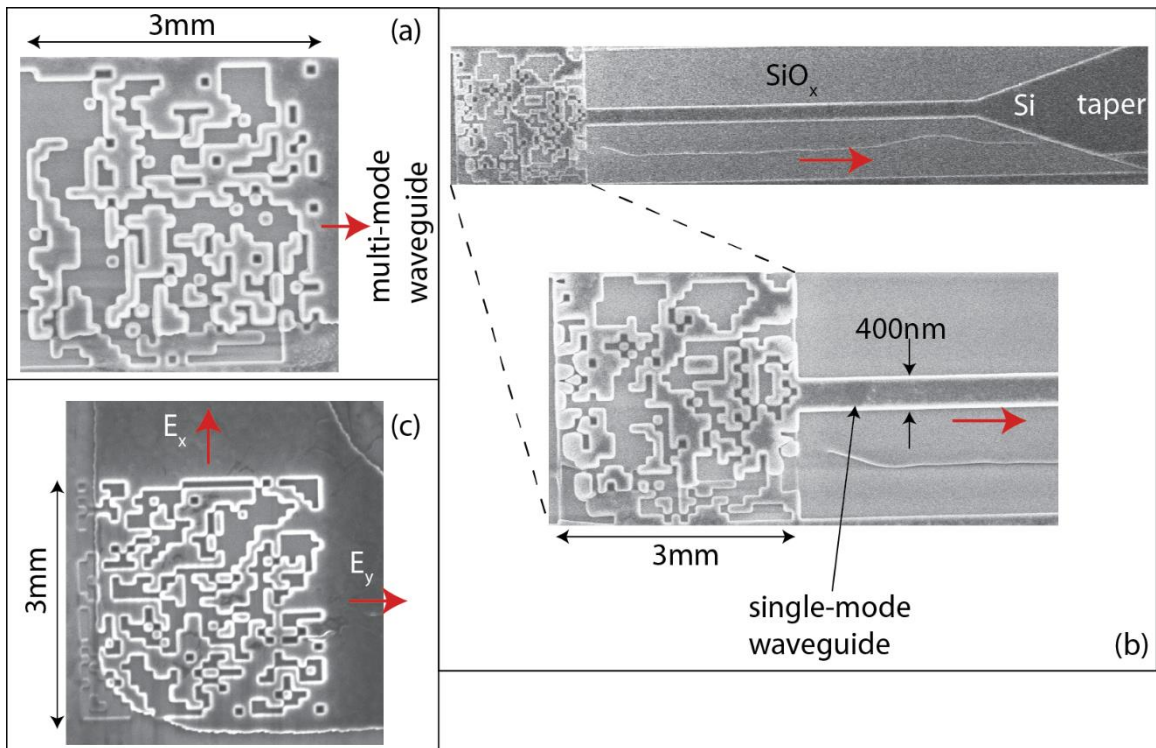 3mm
(a)
multi-mode
waveguide
SiOx
Si
taper
400nm
3mm
single-mode
waveguide
(b)
(c)
Ex
Ey
3mm